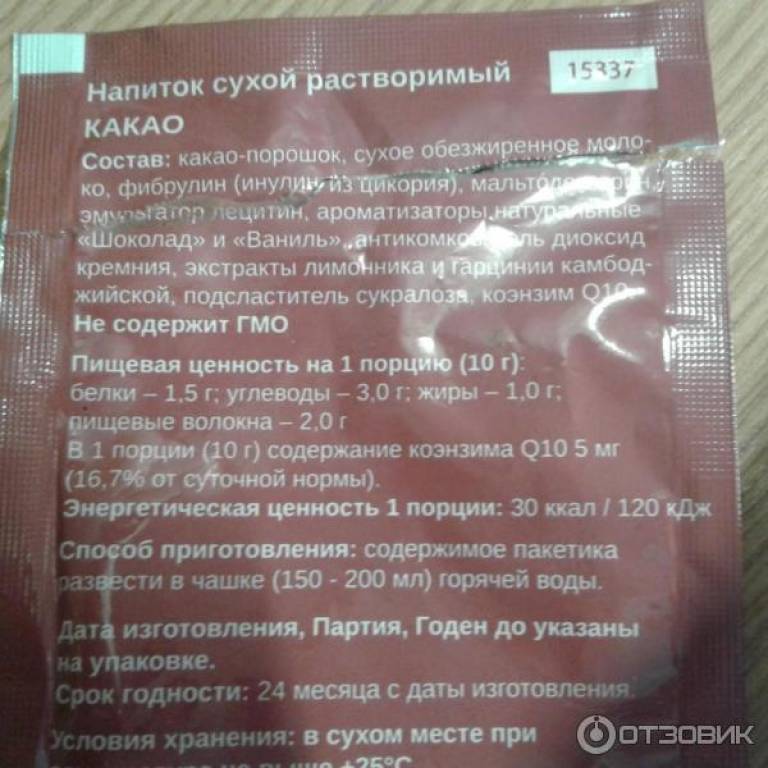 Напиток сухой растворимый
15337
КАКАО
Состав: какао-порошок, сухое обезжиренное моло-
ко, фибрулин (инулин из цикория),
эмульгатор лецитин, ароматизаторы натуральные
«Шоколад» и «Ваниль», диоксид
кремния, экстракты лимонника и гарцинии камбод-
жийской, подсластитель сукралоза, коэнзим Q10
Не содержит ГМО
Пищевая ценность на 1 порцию (10 г):
белки – 1,5 г; углеводы – 3,0 г; жиры – 1,0 г;
пищевые волокна – 2,0 г
В 1 порции (10 г) содержание коэнзима Q10 5 мг
(16,7% от суточной нормы).
Энергетическая ценность 1 порции: 30 ккал / 120 кДж
Способ приготовления: содержимое пакетика
развести в чашке (150 - 200 мл) горячей воды.
Дата изготовления, Партия, Годен до указаны
на упаковке.
Срок годности: 24 месяца с даты изготовления.
Условия хранения: в сухом месте при
не выше +25°С
ОТЗОВИК